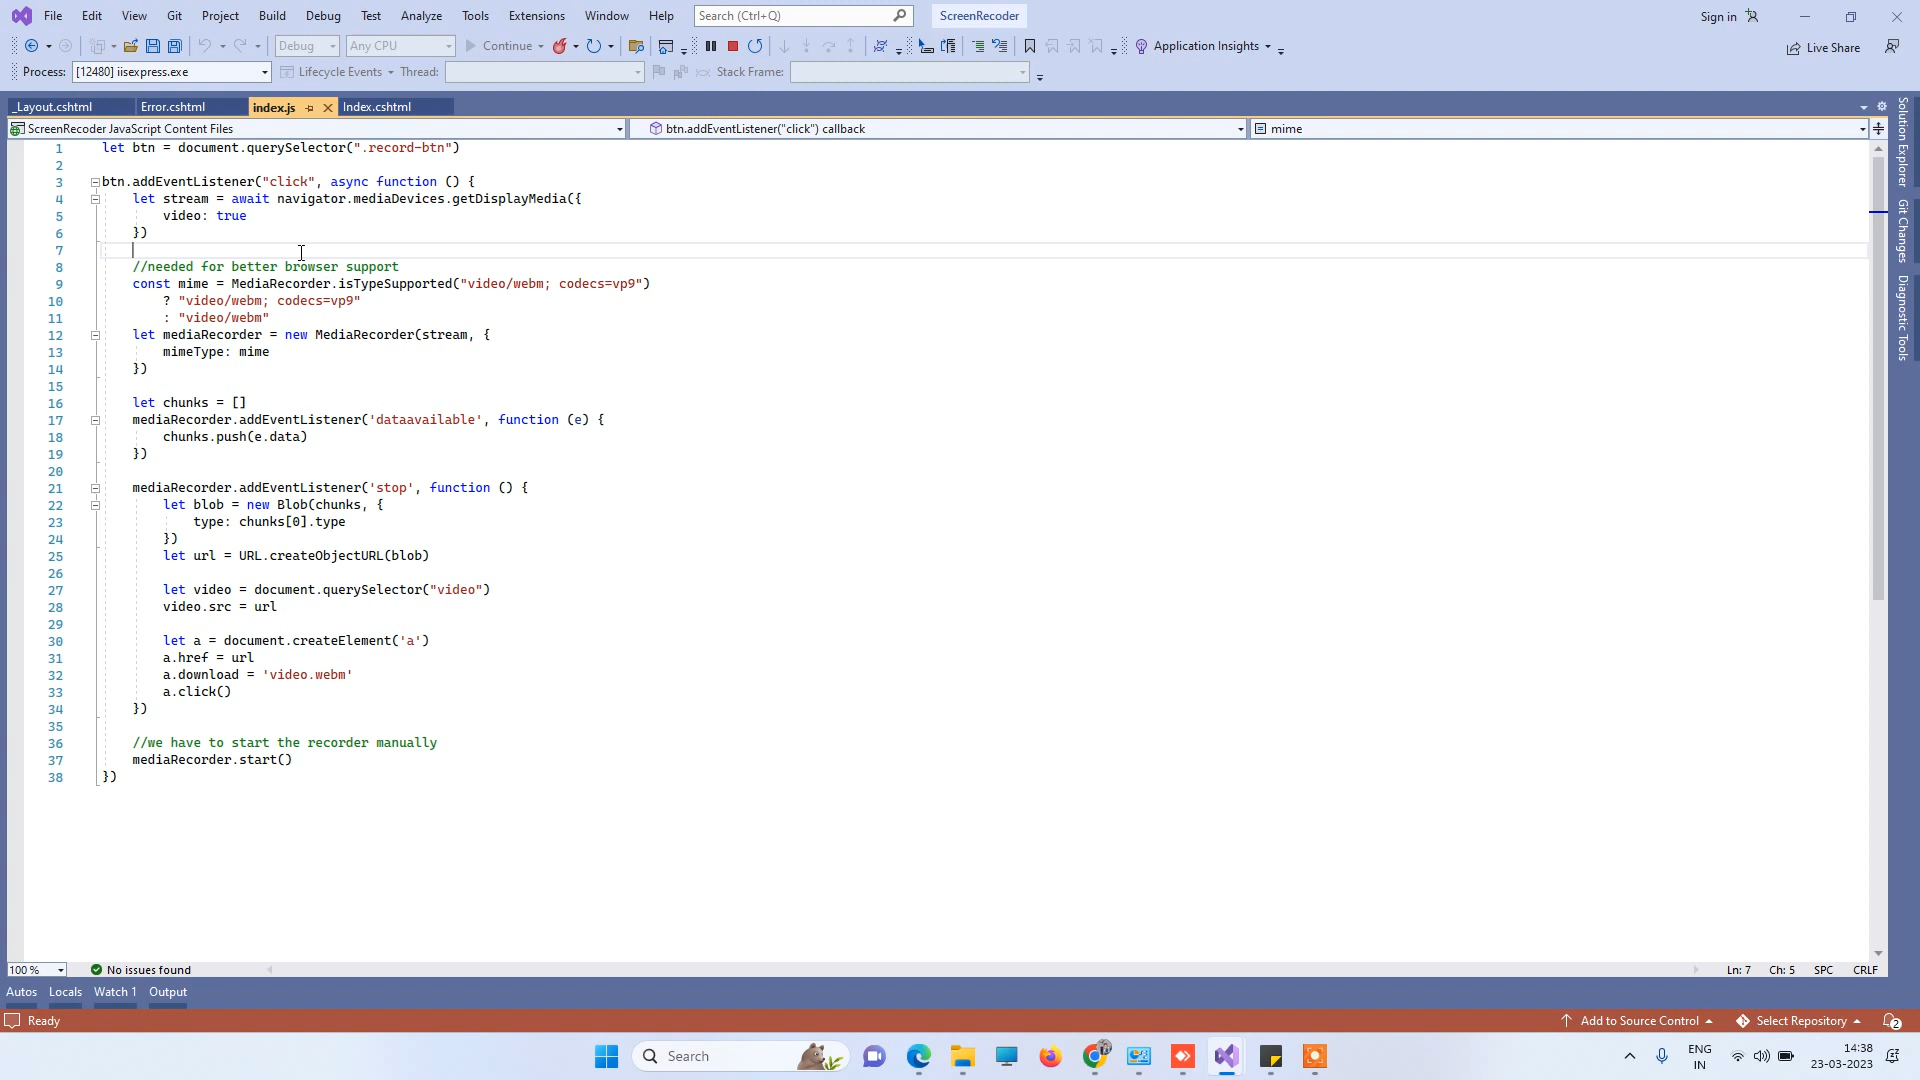 File Edit View Git Project Build Debug Test Analyze Tools Extensions Window Help Search (Ctrl+Q) ScreenRecoder Sign in
Debug Any CPU Continue Application Insights Live Share
Process: [12480] iisexpress.exe Lifecycle Events Thread: Stack Frame:
_Layout.cshtml Error.cshtml index.js Index.cshtml
ScreenRecoder JavaScript Content Files btn.addEventListener("click") callback mime
1 let btn = document.querySelector(".record-btn")
2
3 btn.addEventListener("click", async function () {
4 let stream = await navigator.mediaDevices.getDisplayMedia({
5 video: true
6 })
7
8 //needed for better browser support
9 const mime = MediaRecorder.isTypeSupported("video/webm; codecs=vp9")
10 ? "video/webm; codecs=vp9"
11 : "video/webm"
12 let mediaRecorder = new MediaRecorder(stream, {
13 mimeType: mime
14 })
15
16 let chunks = []
17 mediaRecorder.addEventListener('dataavailable', function (e) {
18 chunks.push(e.data)
19 })
20
21 mediaRecorder.addEventListener('stop', function () {
22 let blob = new Blob(chunks, {
23 type: chunks[0].type
24 })
25 let url = URL.createObjectURL(blob)
26
27 let video = document.querySelector("video")
28 video.src = url
29
30 let a = document.createElement('a')
31 a.href = url
32 a.download = 'video.webm'
33 a.click()
34 })
35
36 //we have to start the recorder manually
37 mediaRecorder.start()
38 })
Solution Explorer
Git Changes
Diagnostic Tools
100 % No issues found Ln: 7 Ch: 5 SPC CRLF
Autos Locals Watch 1 Output
Ready Add to Source Control Select Repository 2
Search ENG 14:38
IN 23-03-2023